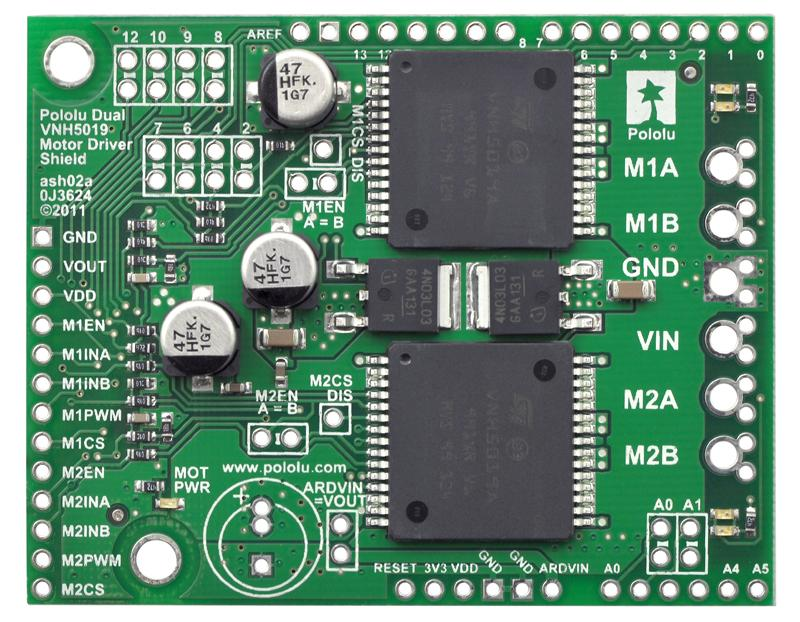 12 10 9 8
AREF
13 12
8 7
6 5 4 3 2 1 0
47
HFK.
1G7
Pololu Dual
VNH5019
Motor Driver
Shield
ash02a
0J3624
©2011
7 6 4 2
M1CS DIS
M1EN
A = B
Pololu
M1A
M1B
GND
VIN
M2A
M2B
GND
VOUT
VDD
M1EN
M1INA
M1INB
M1PWM
M1CS
M2EN
M2INA
M2INB
M2PWM
M2CS
47
HFK.
1G7
47
HFK.
1G7
4N03L03
6AA131
R
4N03L03
6AA131
R
VNH5019A
M2EN
A = B
M2CS
DIS
MOT
PWR
www.pololu.com
+
ARDVIN
=VOUT
A0 A1
RESET 3V3 VDD GND GND ARDVIN
A0 A4 A5